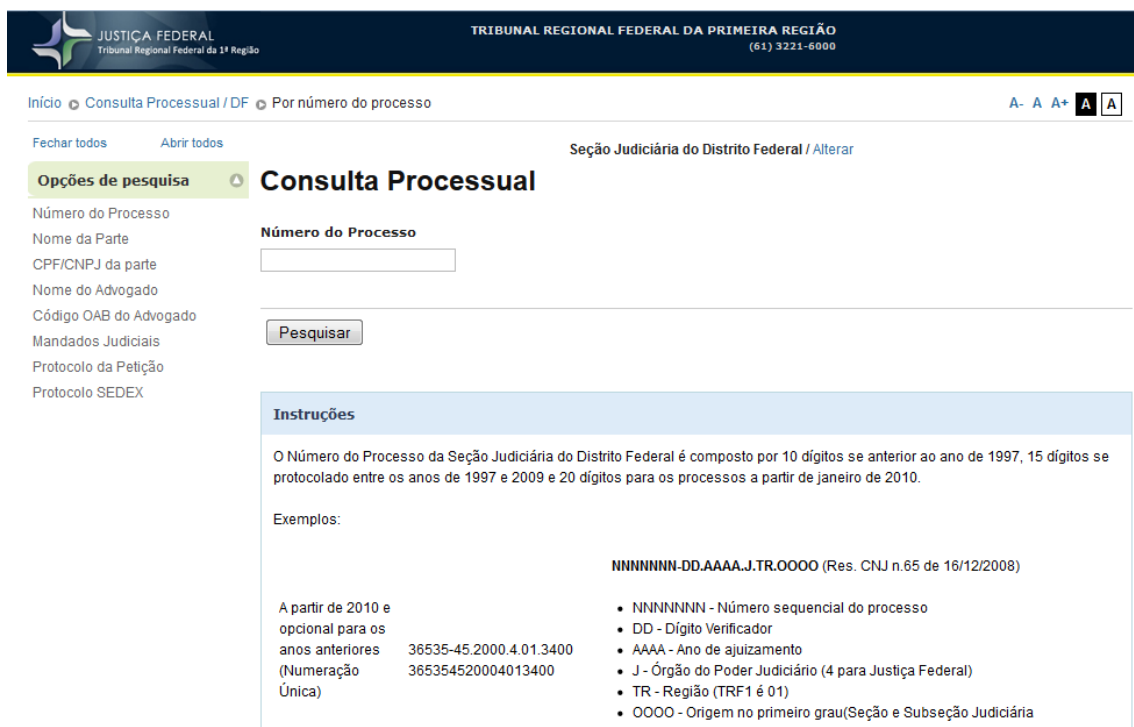 JUSTIÇA FEDERAL
Tribunal Regional Federal da 1ª Região
TRIBUNAL REGIONAL FEDERAL DA PRIMEIRA REGIÃO
(61) 3221-6000
Início Consulta Processual / DF Por número do processo
A- A A+ A A
Fechar todos Abrir todos
Seção Judiciária do Distrito Federal / Alterar
Opções de pesquisa
Número do Processo
Nome da Parte
CPF/CNPJ da parte
Nome do Advogado
Código OAB do Advogado
Mandados Judiciais
Protocolo da Petição
Protocolo SEDEX
Consulta Processual
Número do Processo
Pesquisar
Instruções
O Número do Processo da Seção Judiciária do Distrito Federal é composto por 10 dígitos se anterior ao ano de 1997, 15 dígitos se
protocolado entre os anos de 1997 e 2009 e 20 dígitos para os processos a partir de janeiro de 2010.
Exemplos:
NNNNNNN-DD.AAAA.J.TR.OOOO (Res. CNJ n.65 de 16/12/2008)
A partir de 2010 e
opcional para os
anos anteriores
(Numeração
Única)
36535-45.2000.4.01.3400
365354520004013400
• NNNNNNN - Número sequencial do processo
• DD - Dígito Verificador
• AAAA - Ano de ajuizamento
• J - Órgão do Poder Judiciário (4 para Justiça Federal)
• TR - Região (TRF1 é 01)
• OOOO - Origem no primeiro grau(Seção e Subseção Judiciária